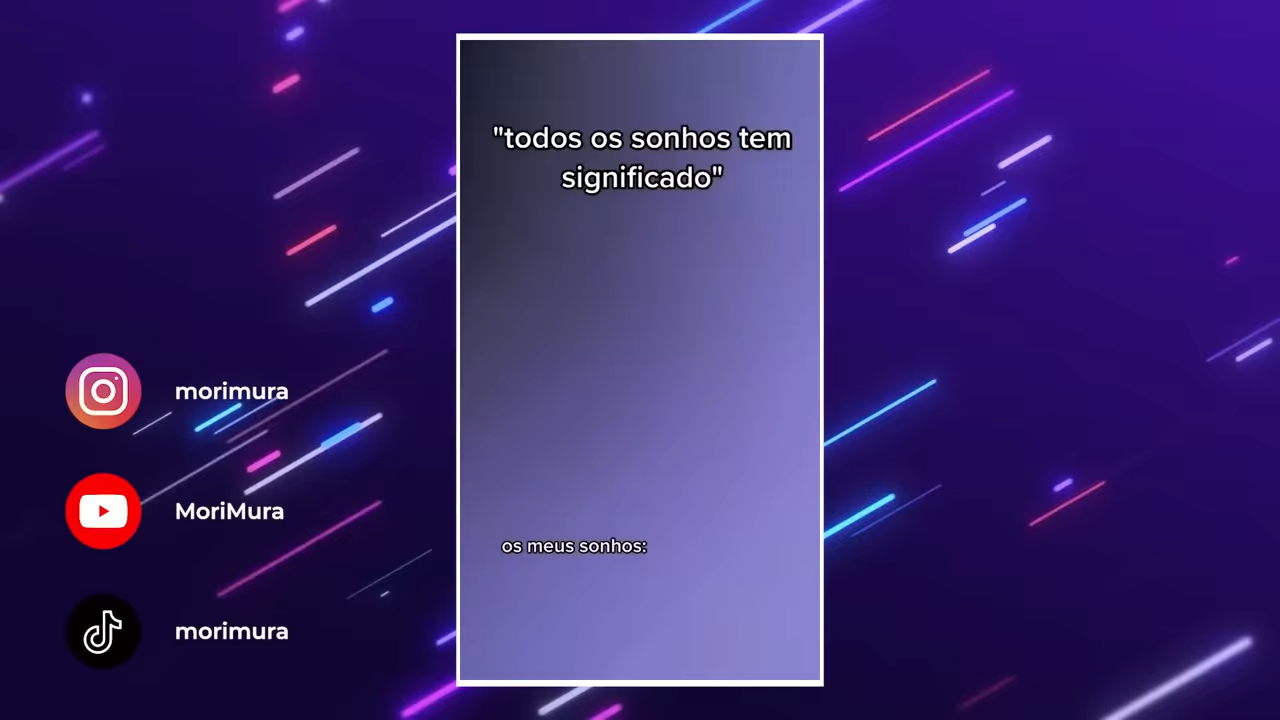 "todos os sonhos tem
significado"
os meus sonhos:
morimura
MoriMura
morimura